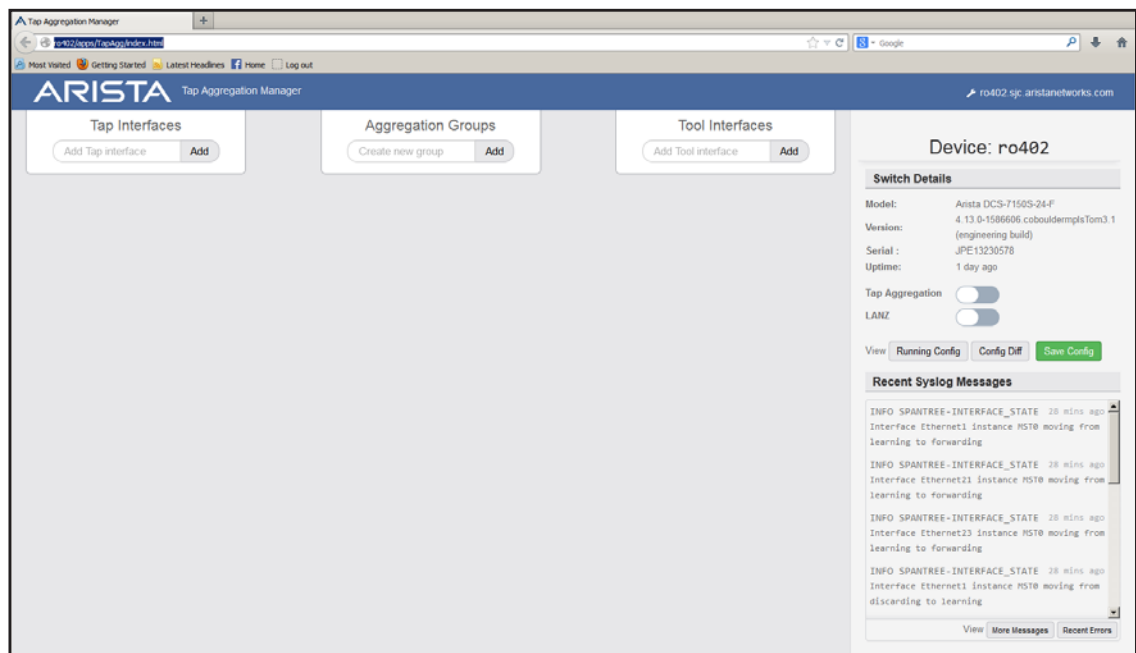 Tap Aggregation Manager
+
ro402/apps/TapAgg/index.html
Google
Most Visited Getting Started Latest Headlines Home Log out
ARISTA Tap Aggregation Manager
ro402.sjc.aristanetworks.com
Tap Interfaces
Add Tap interface Add
Aggregation Groups
Create new group Add
Tool Interfaces
Add Tool interface Add
Device: ro402
Switch Details
Model: Arista DCS-7150S-24-F
Version: 4.13.0-1586606.cobouldermplsTom3.1
(engineering build)
Serial : JPE13230578
Uptime: 1 day ago
Tap Aggregation
LANZ
View Running Config Config Diff Save Config
Recent Syslog Messages
INFO SPANTREE-INTERFACE_STATE 28 mins ago
Interface Ethernet1 instance MST0 moving from
learning to forwarding
INFO SPANTREE-INTERFACE_STATE 28 mins ago
Interface Ethernet21 instance MST0 moving from
learning to forwarding
INFO SPANTREE-INTERFACE_STATE 28 mins ago
Interface Ethernet23 instance MST0 moving from
learning to forwarding
INFO SPANTREE-INTERFACE_STATE 28 mins ago
Interface Ethernet1 instance MST0 moving from
discarding to learning
View More Messages Recent Errors